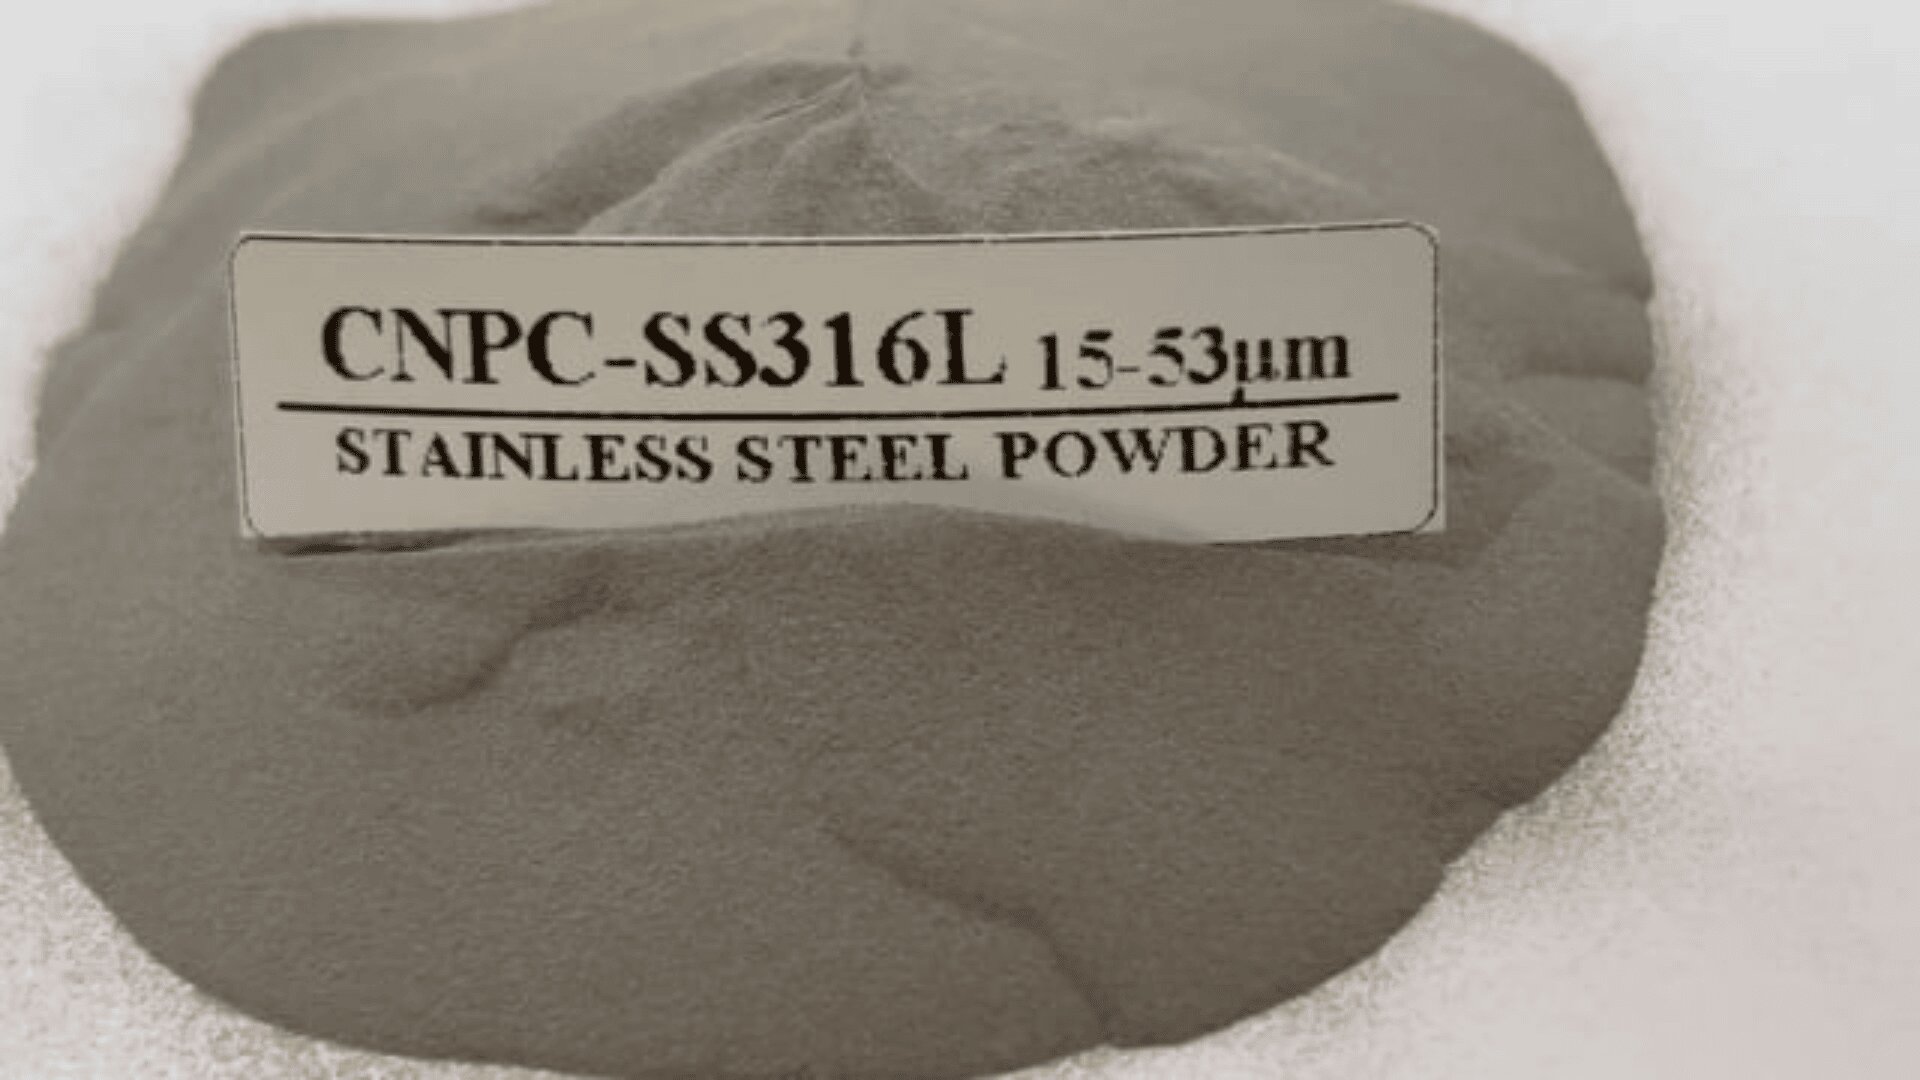 CNPC-SS316L 15-53µm
STAINLESS STEEL POWDER